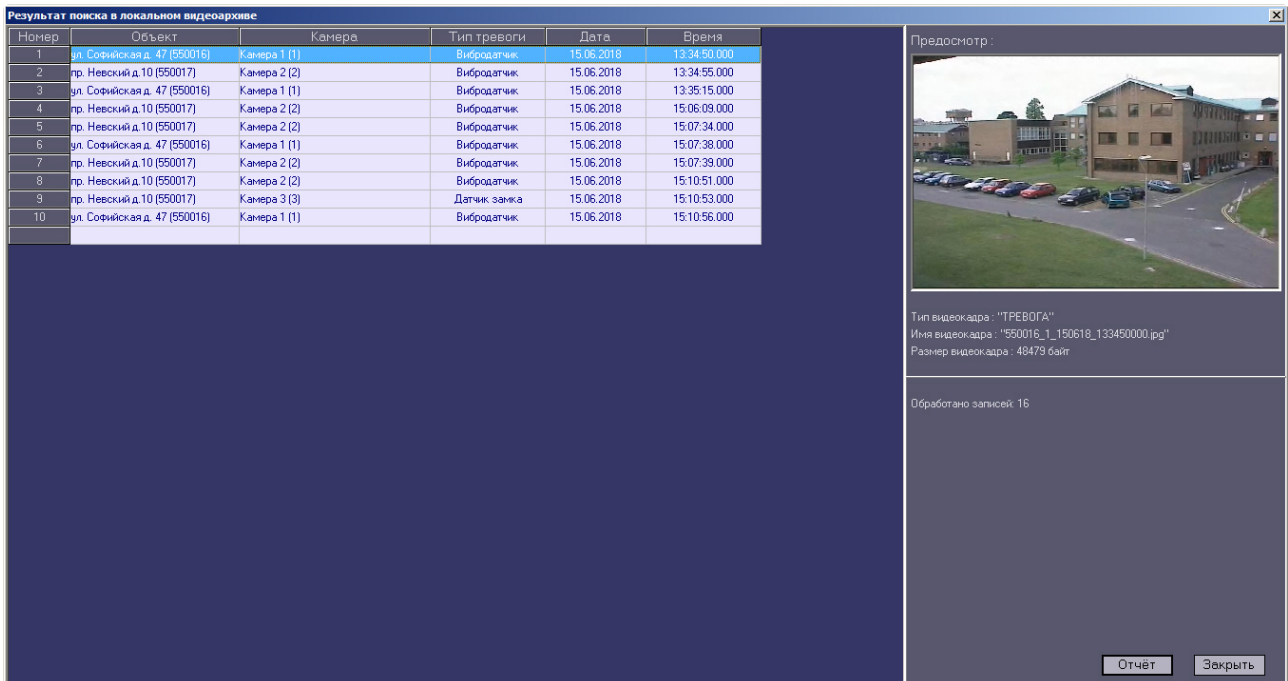 Результат поиска в локальном видеоархиве
Номер Объект Камера Тип тревоги Дата Время
1 ул. Софийская д. 47 (550016) Камера 1 (1) Вибродатчик 15.06.2018 13:34:50.000
2 пр. Невский д.10 (550017) Камера 2 (2) Вибродатчик 15.06.2018 13:34:55.000
3 ул. Софийская д. 47 (550016) Камера 1 (1) Вибродатчик 15.06.2018 13:35:15.000
4 пр. Невский д.10 (550017) Камера 2 (2) Вибродатчик 15.06.2018 15:06:09.000
5 пр. Невский д.10 (550017) Камера 2 (2) Вибродатчик 15.06.2018 15:07:34.000
6 ул. Софийская д. 47 (550016) Камера 1 (1) Вибродатчик 15.06.2018 15:07:38.000
7 пр. Невский д.10 (550017) Камера 2 (2) Вибродатчик 15.06.2018 15:07:39.000
8 пр. Невский д.10 (550017) Камера 2 (2) Вибродатчик 15.06.2018 15:10:51.000
9 пр. Невский д.10 (550017) Камера 3 (3) Датчик замка 15.06.2018 15:10:53.000
10 ул. Софийская д. 47 (550016) Камера 1 (1) Вибродатчик 15.06.2018 15:10:56.000
Предосмотр :
Тип видеокадра : "ТРЕВОГА"
Имя видеокадра : "550016_1_150618_133450000.jpg"
Размер видеокадра : 48479 байт
Обработано записей: 16
Отчёт Закрыть